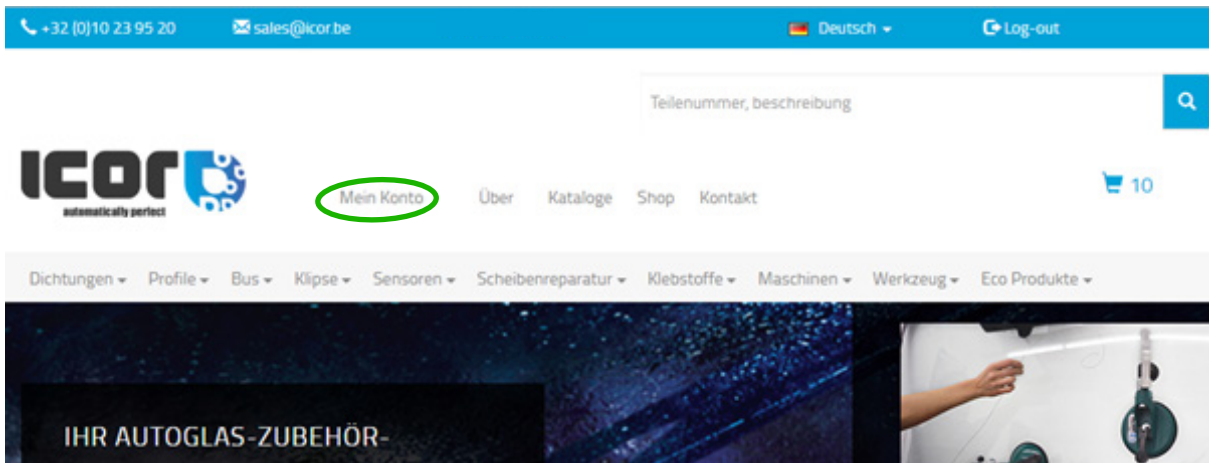 +32 (0)10 23 95 20 sales@icor.be Deutsch Log-out
Teilenummer, beschreibung
ICOR
automatically perfect
Mein Konto Über Kataloge Shop Kontakt
10
Dichtungen Profile Bus Klipse Sensoren Scheibenreparatur Klebstoffe Maschinen Werkzeug Eco Produkte
IHR AUTOGLAS-ZUBEHÖR-